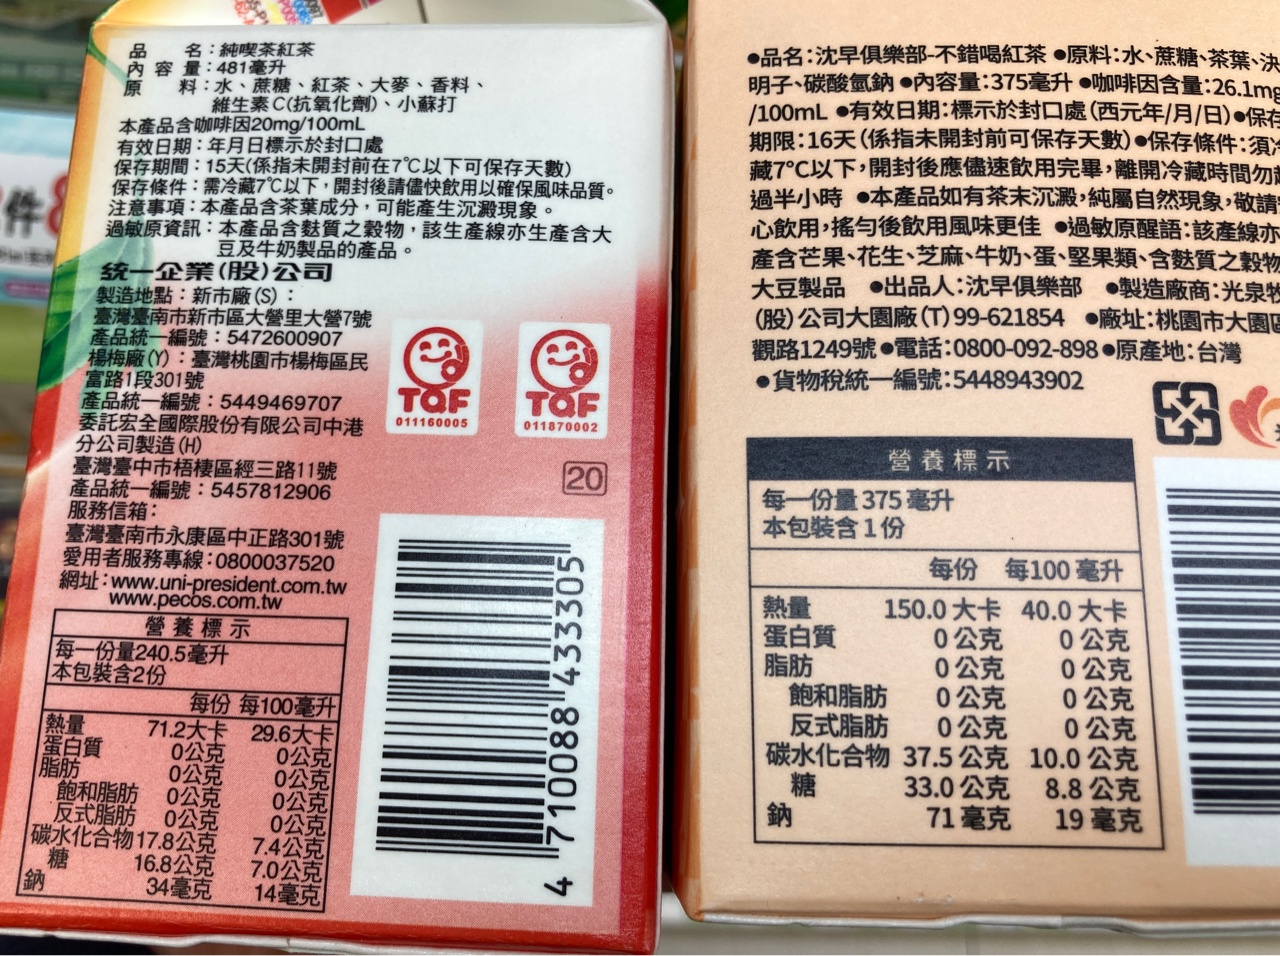 品　　名：純喫茶紅茶
內 容 量：481毫升
原　　料：水、蔗糖、紅茶、大麥、香料、
維生素C(抗氧化劑)、小蘇打
本產品含咖啡因20mg/100mL
有效日期：年月日標示於封口處
保存期間：15天(係指未開封前在7℃以下可保存天數)
保存條件：需冷藏7℃以下，開封後請儘快飲用以確保風味品質。
注意事項：本產品含茶葉成分，可能產生沉澱現象。
過敏原資訊：本產品含麩質之穀物，該生產線亦生產含大
豆及牛奶製品的產品。
統一企業(股)公司
製造地點：新市廠(S)：
臺灣臺南市新市區大營里大營7號
產品統一編號：5472600907
楊梅廠(Y)：臺灣桃園市楊梅區民
富路1段301號
產品統一編號：5449469707
委託宏全國際股份有限公司中港
分公司製造(H)
臺灣臺中市梧棲區經三路11號
產品統一編號：5457812906
服務信箱：
臺灣臺南市永康區中正路301號
愛用者服務專線：0800037520
網址：www.uni-president.com.tw
www.pecos.com.tw
TQF
011160005
TQF
011870002
20
營養標示
每一份量240.5毫升
本包裝含2份
每份 每100毫升
熱量 71.2大卡 29.6大卡
蛋白質 0公克 0公克
脂肪 0公克 0公克
飽和脂肪 0公克 0公克
反式脂肪 0公克 0公克
碳水化合物 17.8公克 7.4公克
糖 16.8公克 7.0公克
鈉 34毫克 14毫克
4 710088 433305
件
●品名：沈早俱樂部-不錯喝紅茶 ●原料：水、蔗糖、茶葉、決
明子、碳酸氫鈉 ●內容量：375毫升 ●咖啡因含量：26.1mg
/100mL ●有效日期：標示於封口處(西元年/月/日) ●保存
期限：16天(係指未開封前可保存天數) ●保存條件：須冷
藏7℃以下，開封後應儘速飲用完畢，離開冷藏時間勿超
過半小時 ●本產品如有茶末沉澱，純屬自然現象，敬請
心飲用，搖勻後飲用風味更佳 ●過敏原醒語：該產線亦
產含芒果、花生、芝麻、牛奶、蛋、堅果類、含麩質之穀物
大豆製品 ●出品人：沈早俱樂部 ●製造廠商：光泉牧
(股)公司大園廠(T)99-621854 ●廠址：桃園市大園區
觀路1249號 ●電話：0800-092-898 ●原產地：台灣
●貨物稅統一編號：5448943902
營養標示
每一份量 375 毫升
本包裝含 1 份
每份 每100 毫升
熱量 150.0 大卡 40.0 大卡
蛋白質 0 公克 0 公克
脂肪 0 公克 0 公克
飽和脂肪 0 公克 0 公克
反式脂肪 0 公克 0 公克
碳水化合物 37.5 公克 10.0 公克
糖 33.0 公克 8.8 公克
鈉 71 毫克 19 毫克